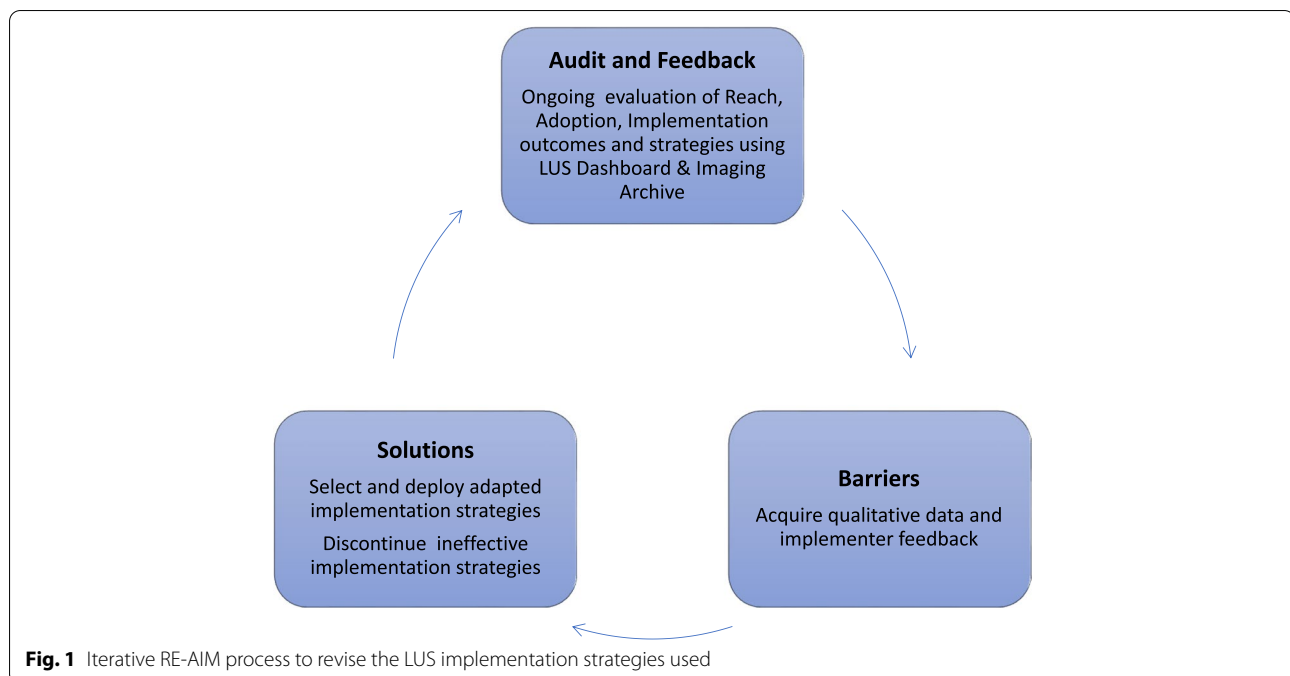 Audit and Feedback
Ongoing evaluation of Reach,
Adoption, Implementation
outcomes and strategies using
LUS Dashboard & Imaging
Archive
Solutions
Select and deploy adapted
implementation strategies
Discontinue ineffective
implementation strategies
Barriers
Acquire qualitative data and
implementer feedback
Fig. 1 Iterative RE-AIM process to revise the LUS implementation strategies used